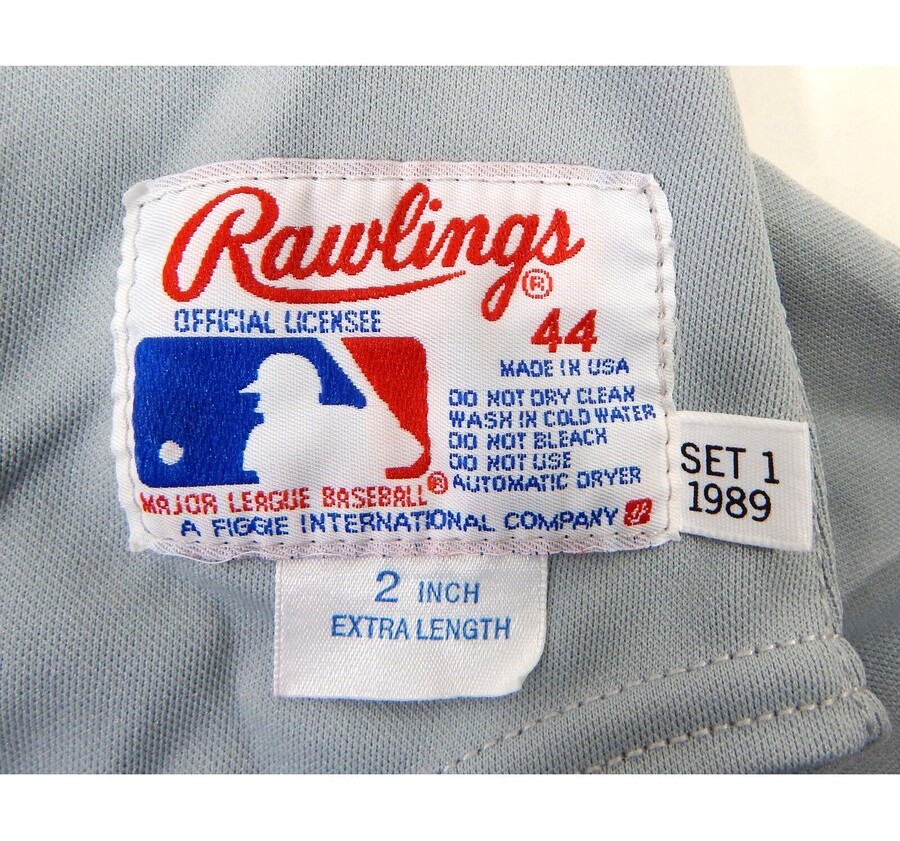 Rawlings ®
OFFICIAL LICENSEE
44
MADE IN USA
DO NOT DRY CLEAN
WASH IN COLD WATER
DO NOT BLEACH
DO NOT USE
AUTOMATIC DRYER
MAJOR LEAGUE BASEBALL ®
A FIGGIE INTERNATIONAL COMPANY
SET 1
1989
2 INCH
EXTRA LENGTH